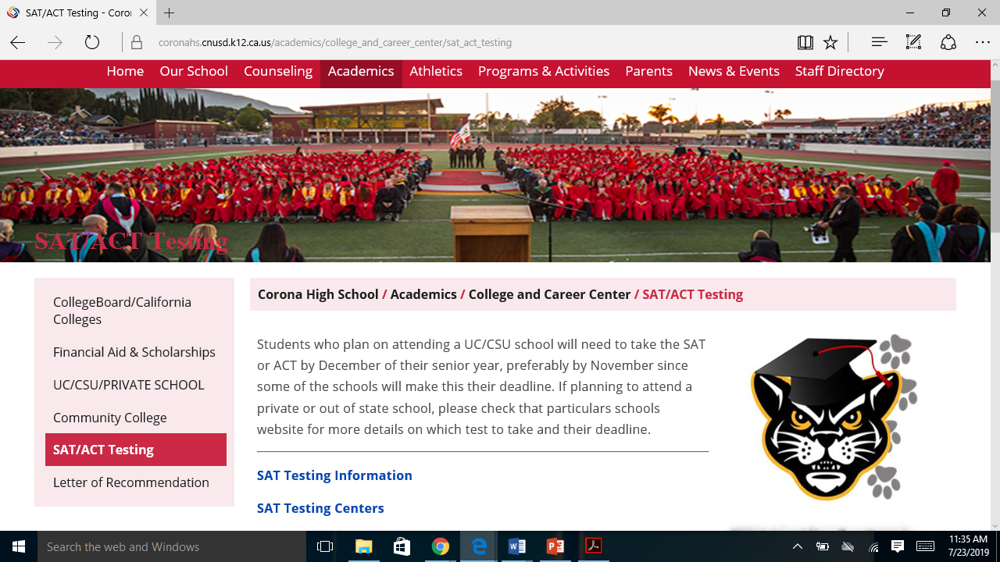 SAT/ACT Testing - Coror
coronahs.cnusd.k12.ca.us/academics/college_and_career_center/sat_act_testing
Home Our School Counseling Academics Athletics Programs & Activities Parents News & Events Staff Directory
SAT/ACT Testing
CollegeBoard/California
Colleges
Financial Aid & Scholarships
UC/CSU/PRIVATE SCHOOL
Community College
SAT/ACT Testing
Letter of Recommendation
Corona High School / Academics / College and Career Center / SAT/ACT Testing
Students who plan on attending a UC/CSU school will need to take the SAT
or ACT by December of their senior year, preferably by November since
some of the schools will make this their deadline. If planning to attend a
private or out of state school, please check that particulars schools
website for more details on which test to take and their deadline.
SAT Testing Information
SAT Testing Centers
Search the web and Windows
11:35 AM
7/23/2019